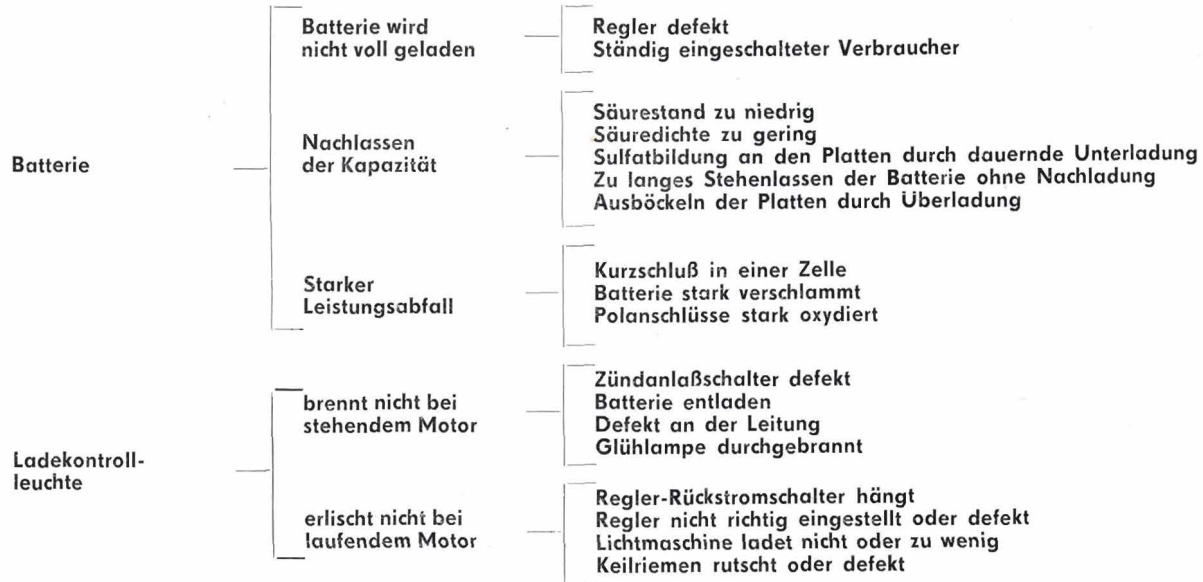 Batterie
Batterie wird
nicht voll geladen
Regler defekt
Ständig eingeschalteter Verbraucher
Nachlassen
der Kapazität
Säurestand zu niedrig
Säuredichte zu gering
Sulfatbildung an den Platten durch dauernde Unterladung
Zu langes Stehenlassen der Batterie ohne Nachladung
Ausböckeln der Platten durch Überladung
Starker
Leistungsabfall
Kurzschluß in einer Zelle
Batterie stark verschlammt
Polanschlüsse stark oxydiert
Ladekontroll-
leuchte
brennt nicht bei
stehendem Motor
Zündanlaßschalter defekt
Batterie entladen
Defekt an der Leitung
Glühlampe durchgebrannt
erlischt nicht bei
laufendem Motor
Regler-Rückstromschalter hängt
Regler nicht richtig eingestellt oder defekt
Lichtmaschine ladet nicht oder zu wenig
Keilriemen rutscht oder defekt